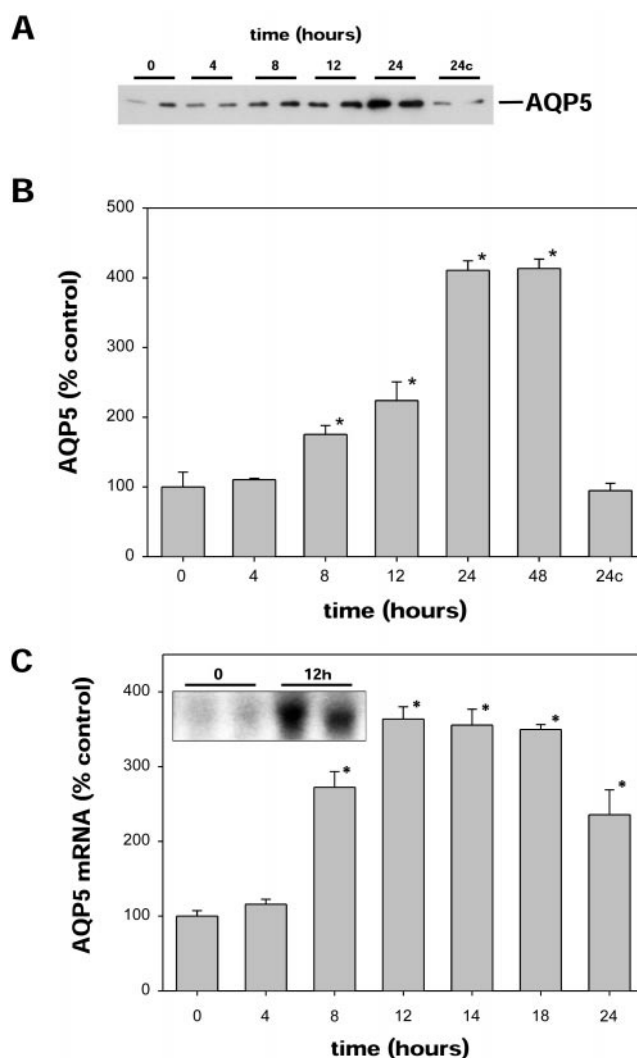 A
time (hours)
0 4 8 12 24 24c
AQP5
B
AQP5 (% control)
500
400
300
200
100
0
* * * *
0 4 8 12 24 48 24c
time (hours)
C
AQP5 mRNA (% control)
400
300
200
100
0
0 12h
* * * * *
0 4 8 12 14 18 24
time (hours)